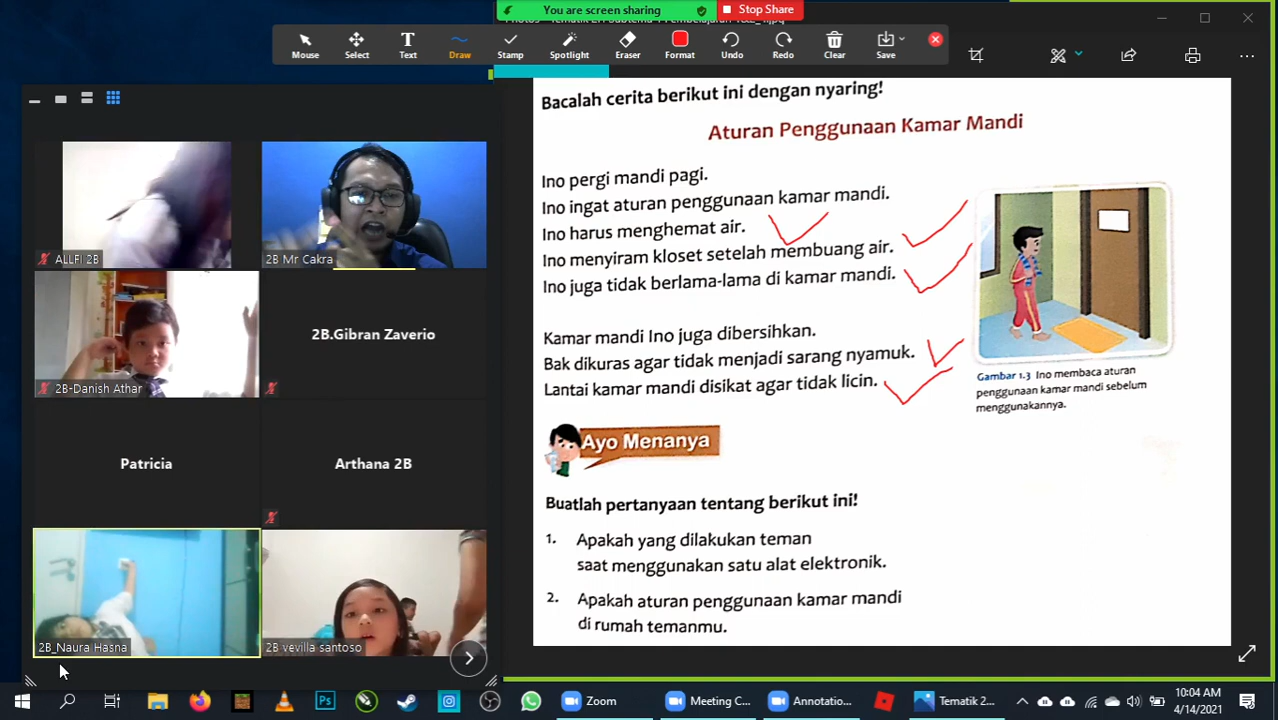 You are screen sharing
Stop Share
Mouse
Select
Text
Draw
Stamp
Spotlight
Eraser
Format
Undo
Redo
Clear
Save
ALLFI 2B
2B Mr Cakra
2B-Danish Athar
2B.Gibran Zaverio
Patricia
Arthana 2B
2B_Naura Hasna
2B vevilla santoso
Bacalah cerita berikut ini dengan nyaring!
Aturan Penggunaan Kamar Mandi
Ino pergi mandi pagi.
Ino ingat aturan penggunaan kamar mandi.
Ino harus menghemat air.
Ino menyiram kloset setelah membuang air.
Ino juga tidak berlama-lama di kamar mandi.
Kamar mandi Ino juga dibersihkan.
Bak dikuras agar tidak menjadi sarang nyamuk.
Lantai kamar mandi disikat agar tidak licin.
Gambar 1.3 Ino membaca aturan
penggunaan kamar mandi sebelum
menggunakannya.
Ayo Menanya
Buatlah pertanyaan tentang berikut ini!
1. Apakah yang dilakukan teman
saat menggunakan satu alat elektronik.
2. Apakah aturan penggunaan kamar mandi
di rumah temanmu.
Ps
Zoom
Meeting C...
Annotatio...
Tematik 2...
10:04 AM
4/14/2021